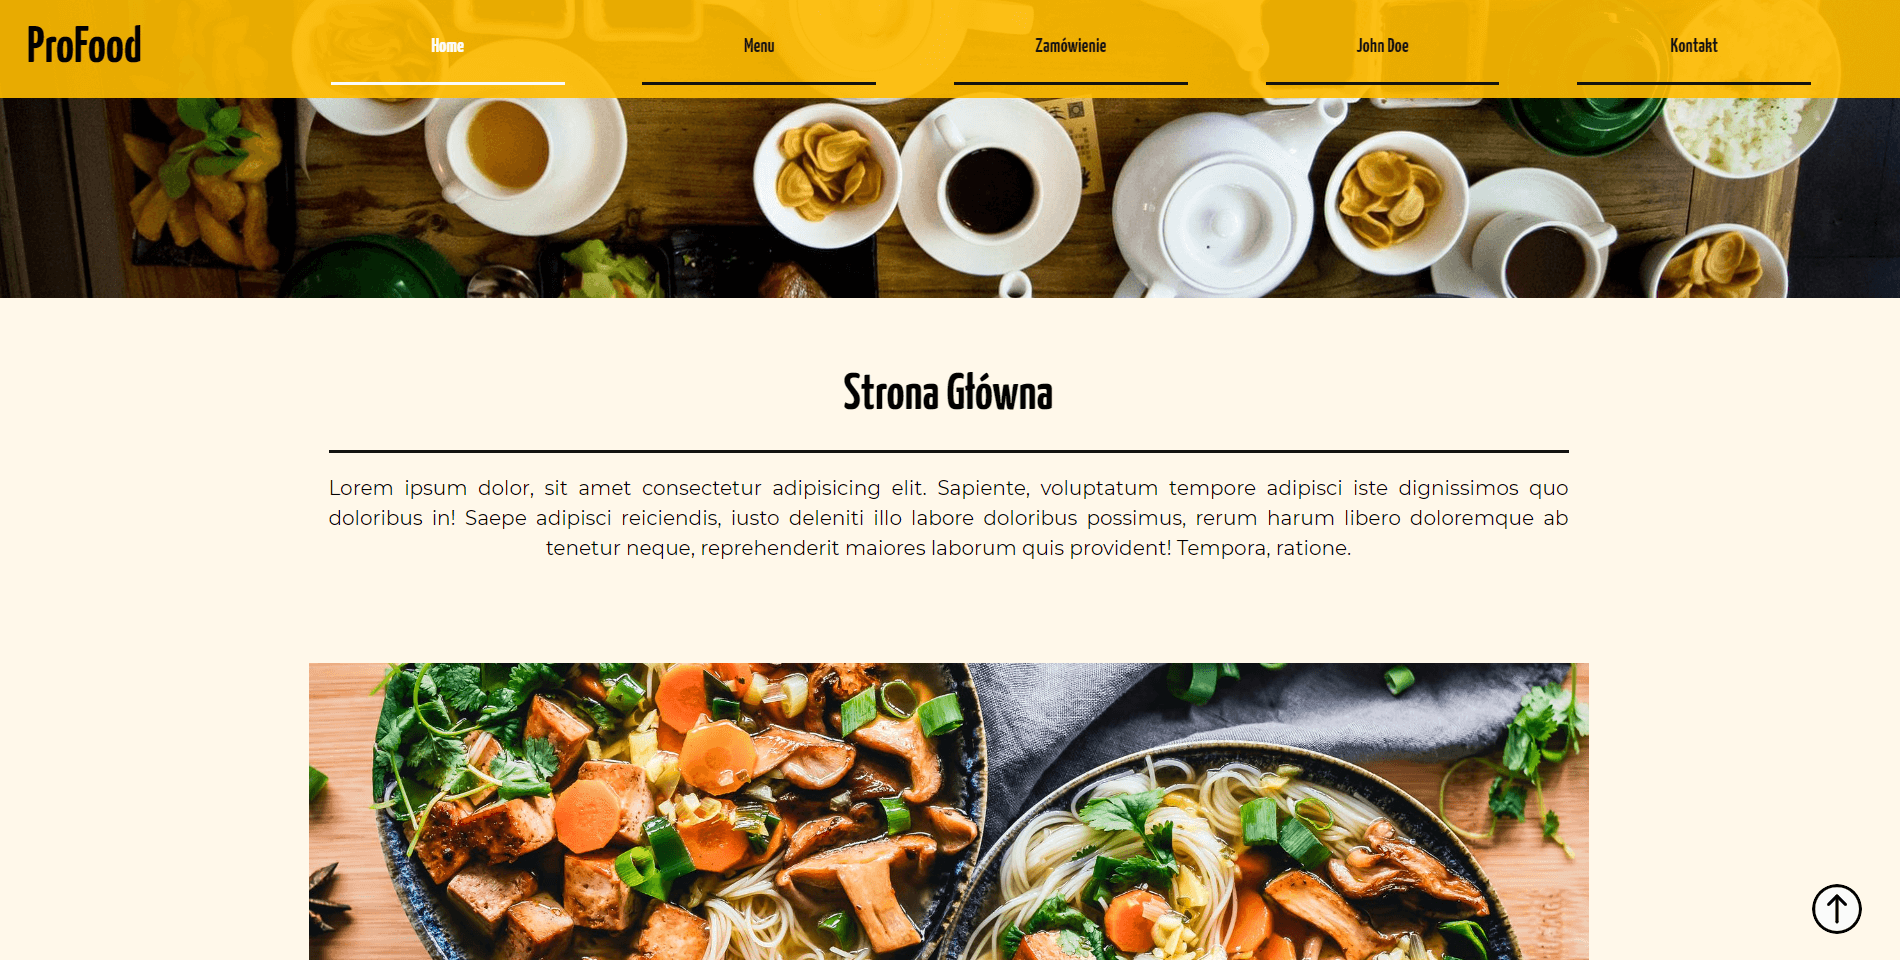 ProFood
Home
Menu
Zamówienie
John Doe
Kontakt
Strona Główna
Lorem ipsum dolor, sit amet consectetur adipisicing elit. Sapiente, voluptatum tempore adipisci iste dignissimos quo
doloribus in! Saepe adipisci reiciendis, iusto deleniti illo labore doloribus possimus, rerum harum libero doloremque ab
tenetur neque, reprehenderit maiores laborum quis provident! Tempora, ratione.